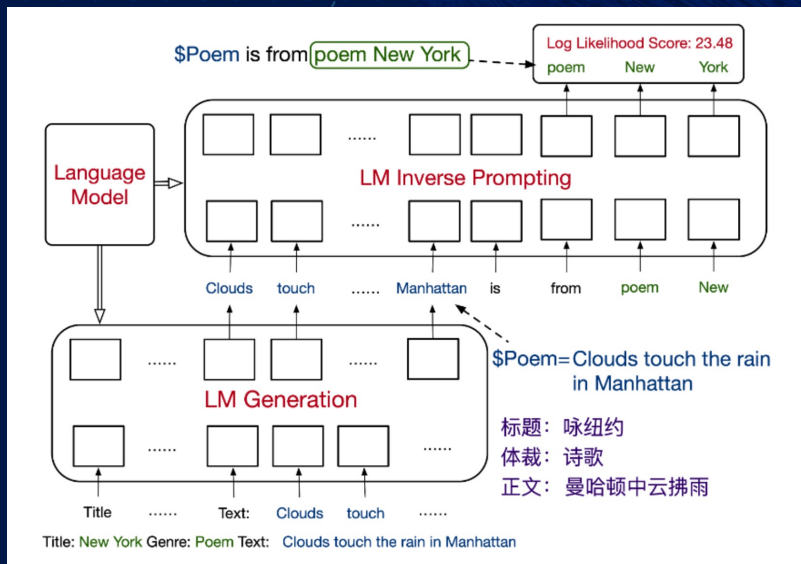 Log Likelihood Score: 23.48
$Poem is from poem New York
poem New York
Language Model
LM Inverse Prompting
......
......
Clouds touch ...... Manhattan is from poem New
...... ......
$Poem= Clouds touch the rain
in Manhattan
LM Generation
标题：咏纽约
体裁：诗歌
正文：曼哈顿中云拂雨
...... ......
Title ...... Text: Clouds touch ......
Title: New York Genre: Poem Text: Clouds touch the rain in Manhattan